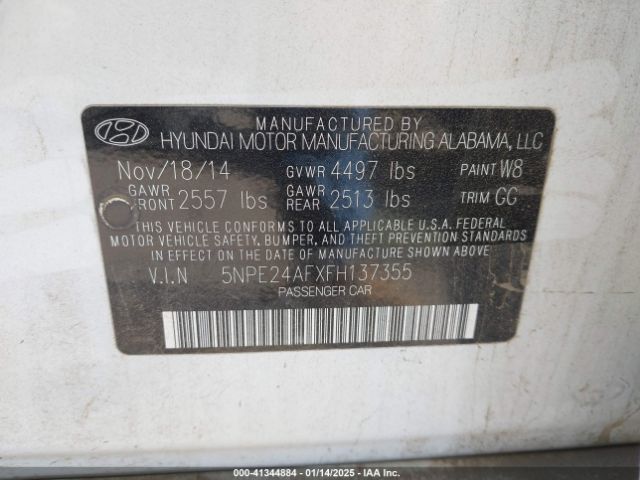 MANUFACTURED BY
HYUNDAI MOTOR MANUFACTURING ALABAMA, LLC
Nov/18/14 GVWR 4497 lbs PAINT W8
GAWR FRONT 2557 lbs GAWR REAR 2513 lbs TRIM GG
THIS VEHICLE CONFORMS TO ALL APPLICABLE U.S.A. FEDERAL
MOTOR VEHICLE SAFETY, BUMPER, AND THEFT PREVENTION STANDARDS
IN EFFECT ON THE DATE OF MANUFACTURE SHOWN ABOVE
V.I.N 5NPE24AFXFH137355
PASSENGER CAR
000-41344884 - 01/14/2025 - IAA Inc.